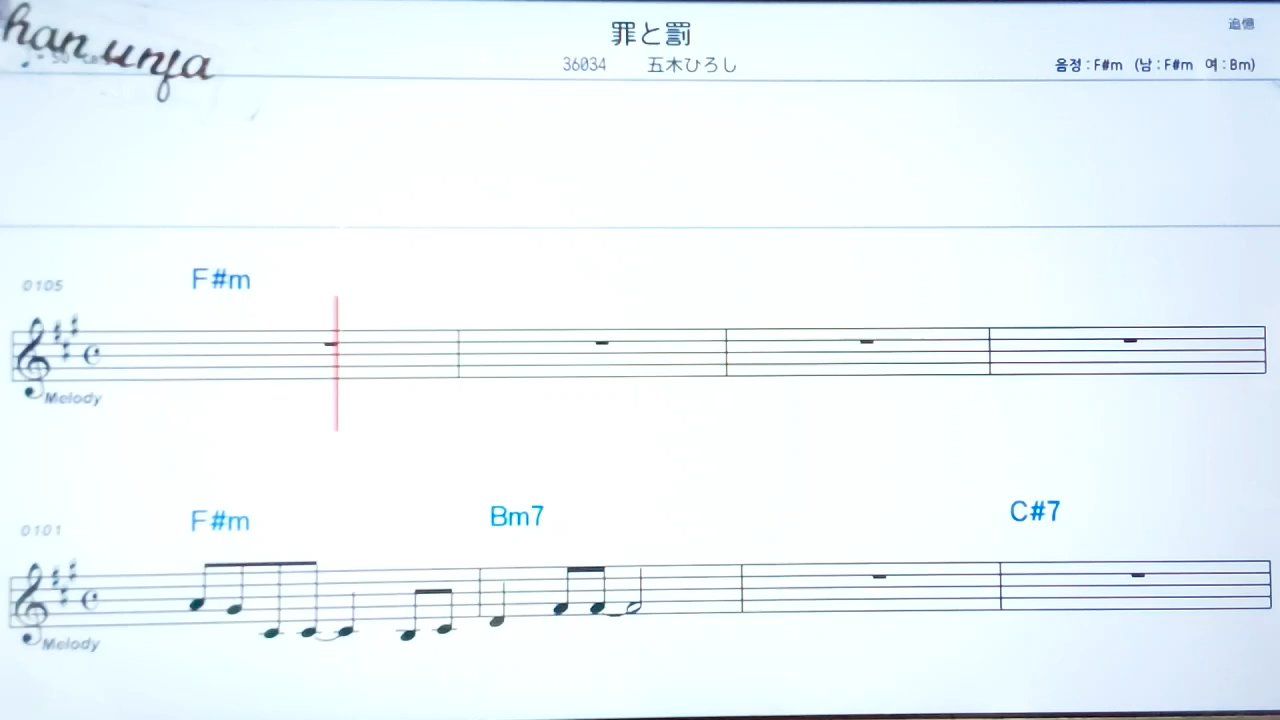 han unja
罪と罰
追憶
36034 五木ひろし
음정 : F#m (남 : F#m 여 : Bm)
0105
F#m
Melody
0101
F#m Bm7 C#7
Melody